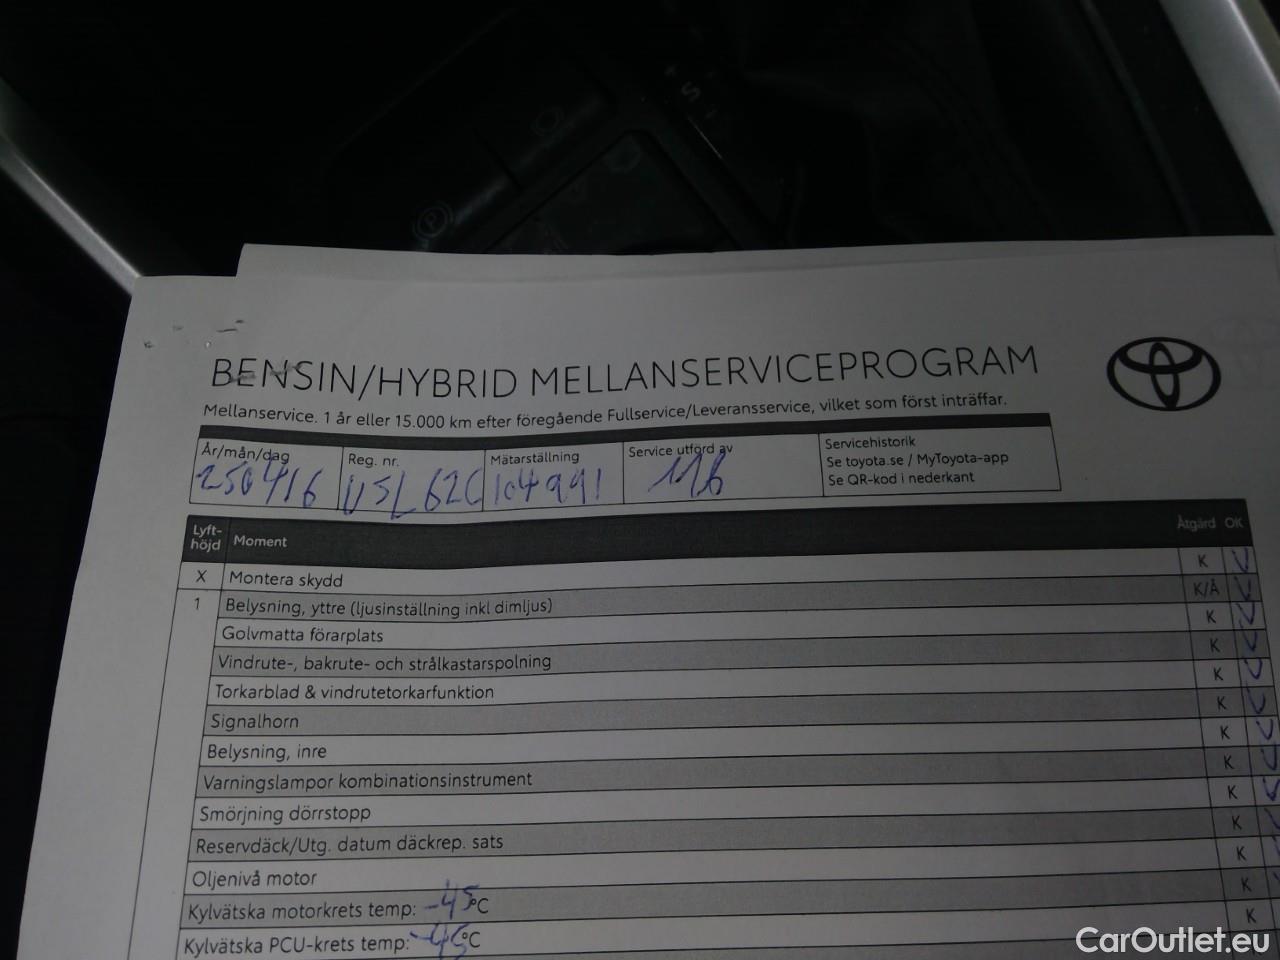 BENSIN/HYBRID MELLANSERVICEPROGRAM
Mellanservice. 1 år eller 15.000 km efter föregående Fullservice/Leveransservice, vilket som först inträffar.
År/mån/dag Reg. nr. Mätarställning Service utförd av Servicehistorik
Se toyota.se / MyToyota-app
Se QR-kod i nederkant
250416 USL62C 104991
Lyft-
höjd Moment Åtgärd OK
X Montera skydd K
1 Belysning, yttre (ljusinställning inkl dimljus) K/Å
Golvmatta förarplats K
Vindrute-, bakrute- och strålkastarspolning K
Torkarblad & vindrutetorkarfunktion K
Signalhorn K
Belysning, inre K
Varningslampor kombinationsinstrument K
Smörjning dörrstopp K
Reservdäck/Utg. datum däckrep. sats K
Oljenivå motor K
Kylvätska motorkrets temp: -45°C K
Kylvätska PCU-krets temp: -45°C K
CarOutlet.eu